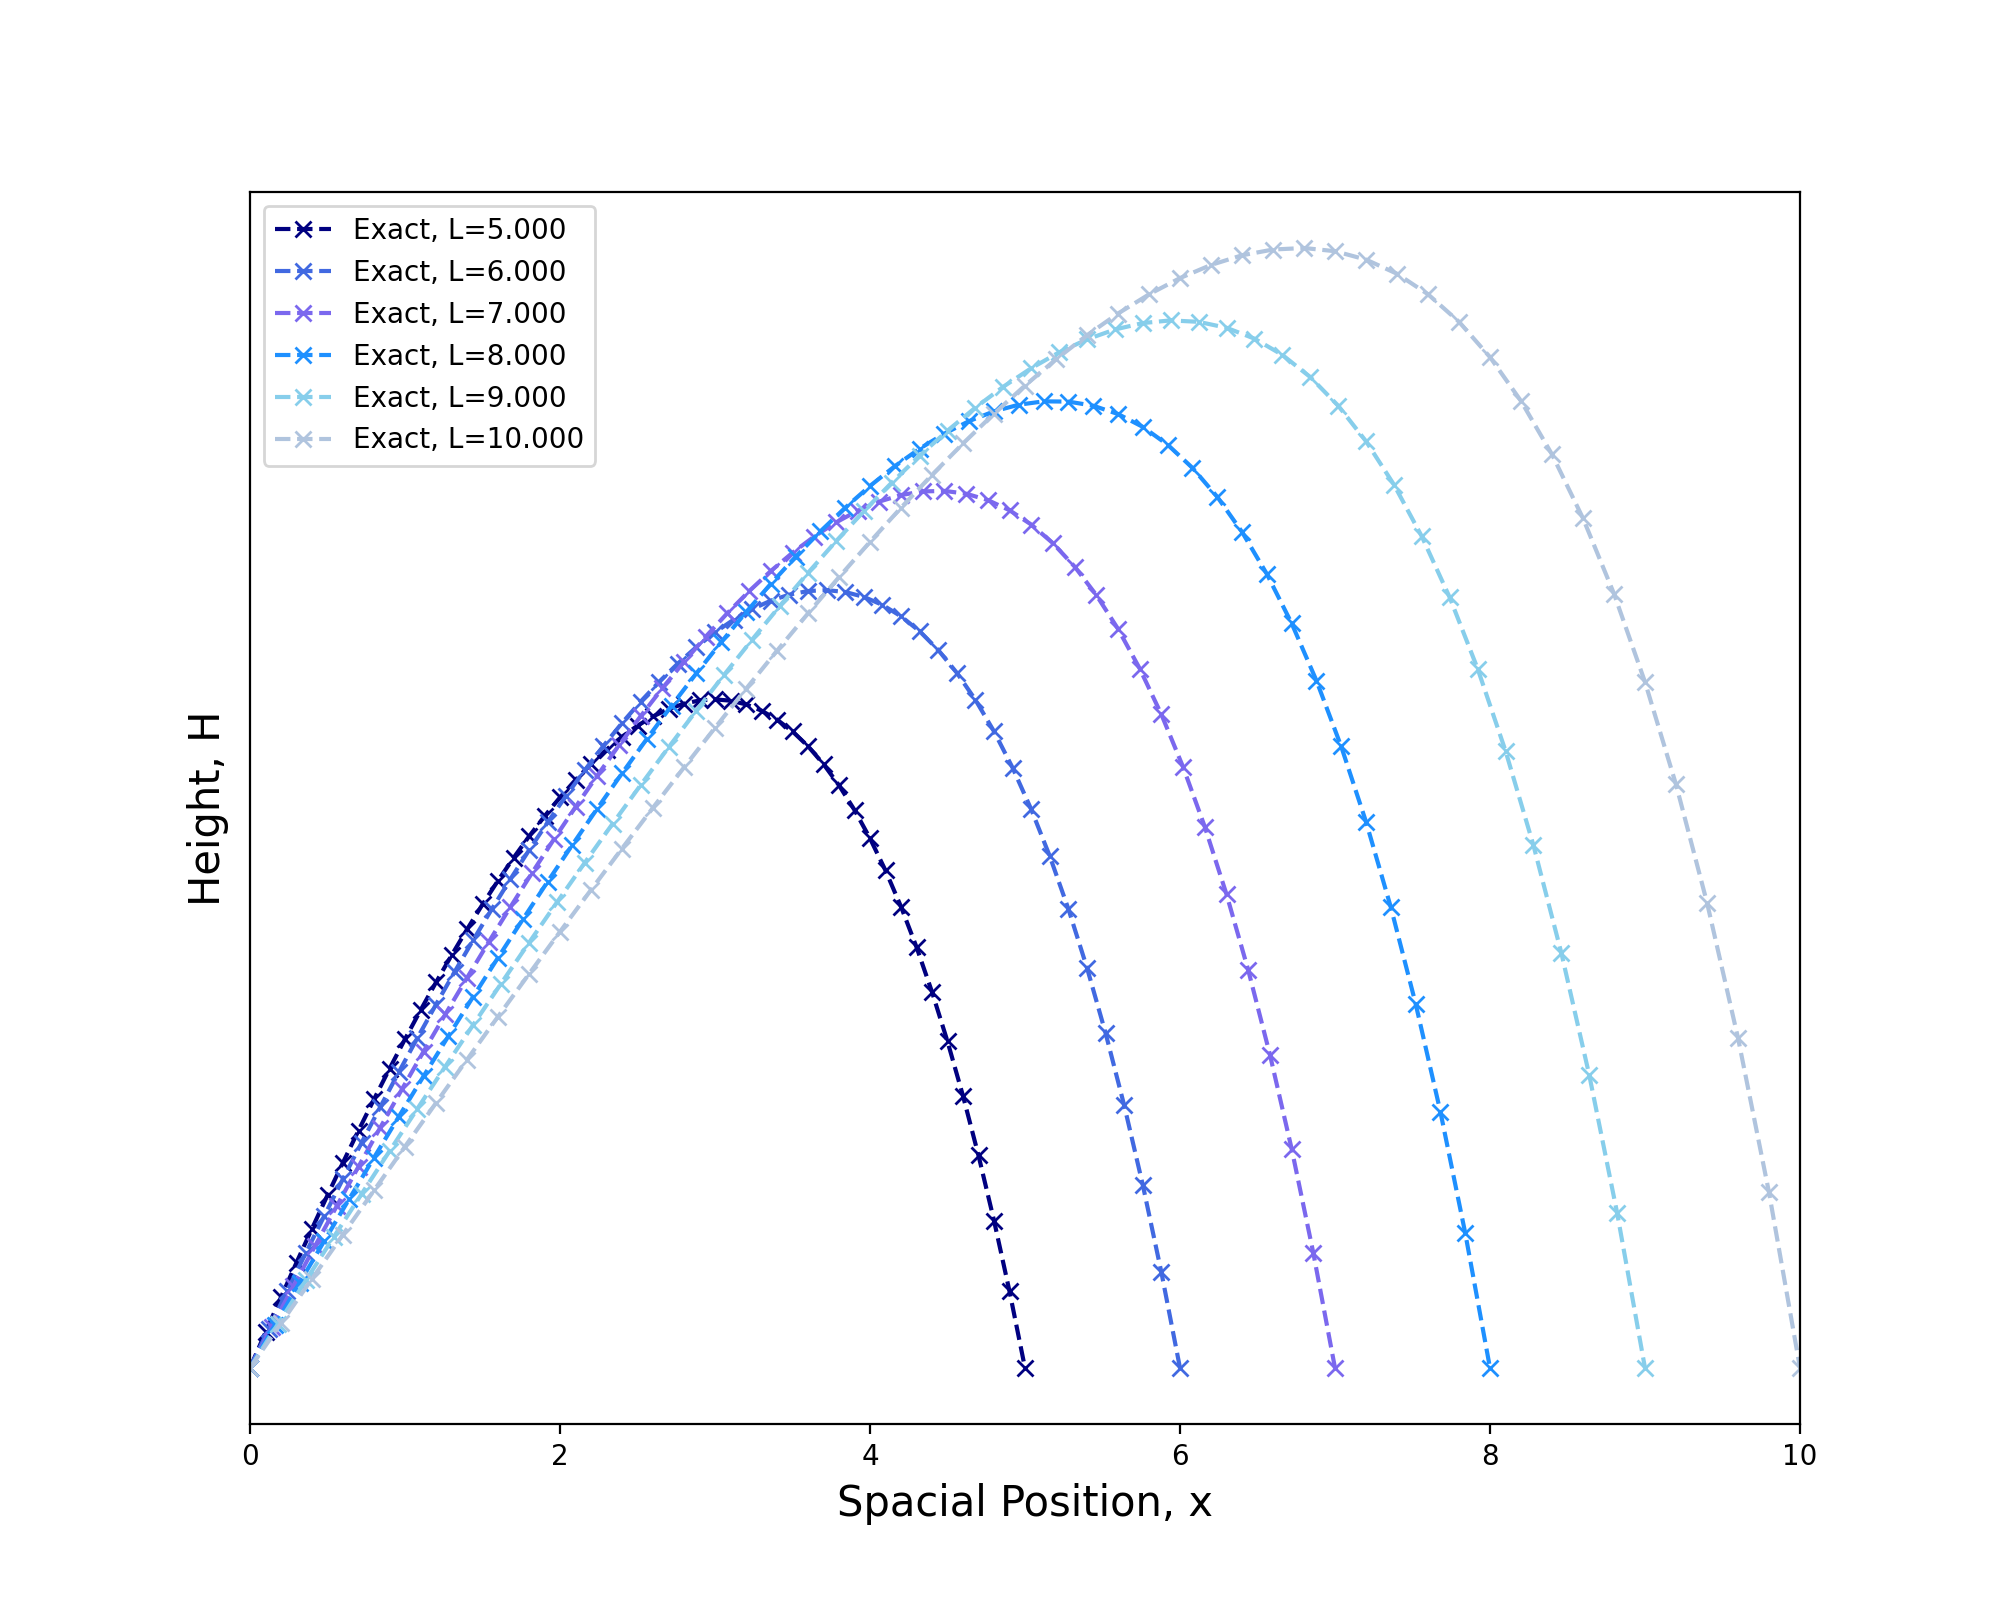 Exact, L=5.000
Exact, L=6.000
Exact, L=7.000
Exact, L=8.000
Exact, L=9.000
Exact, L=10.000
Height, H
0 2 4 6 8 10
Spacial Position, x